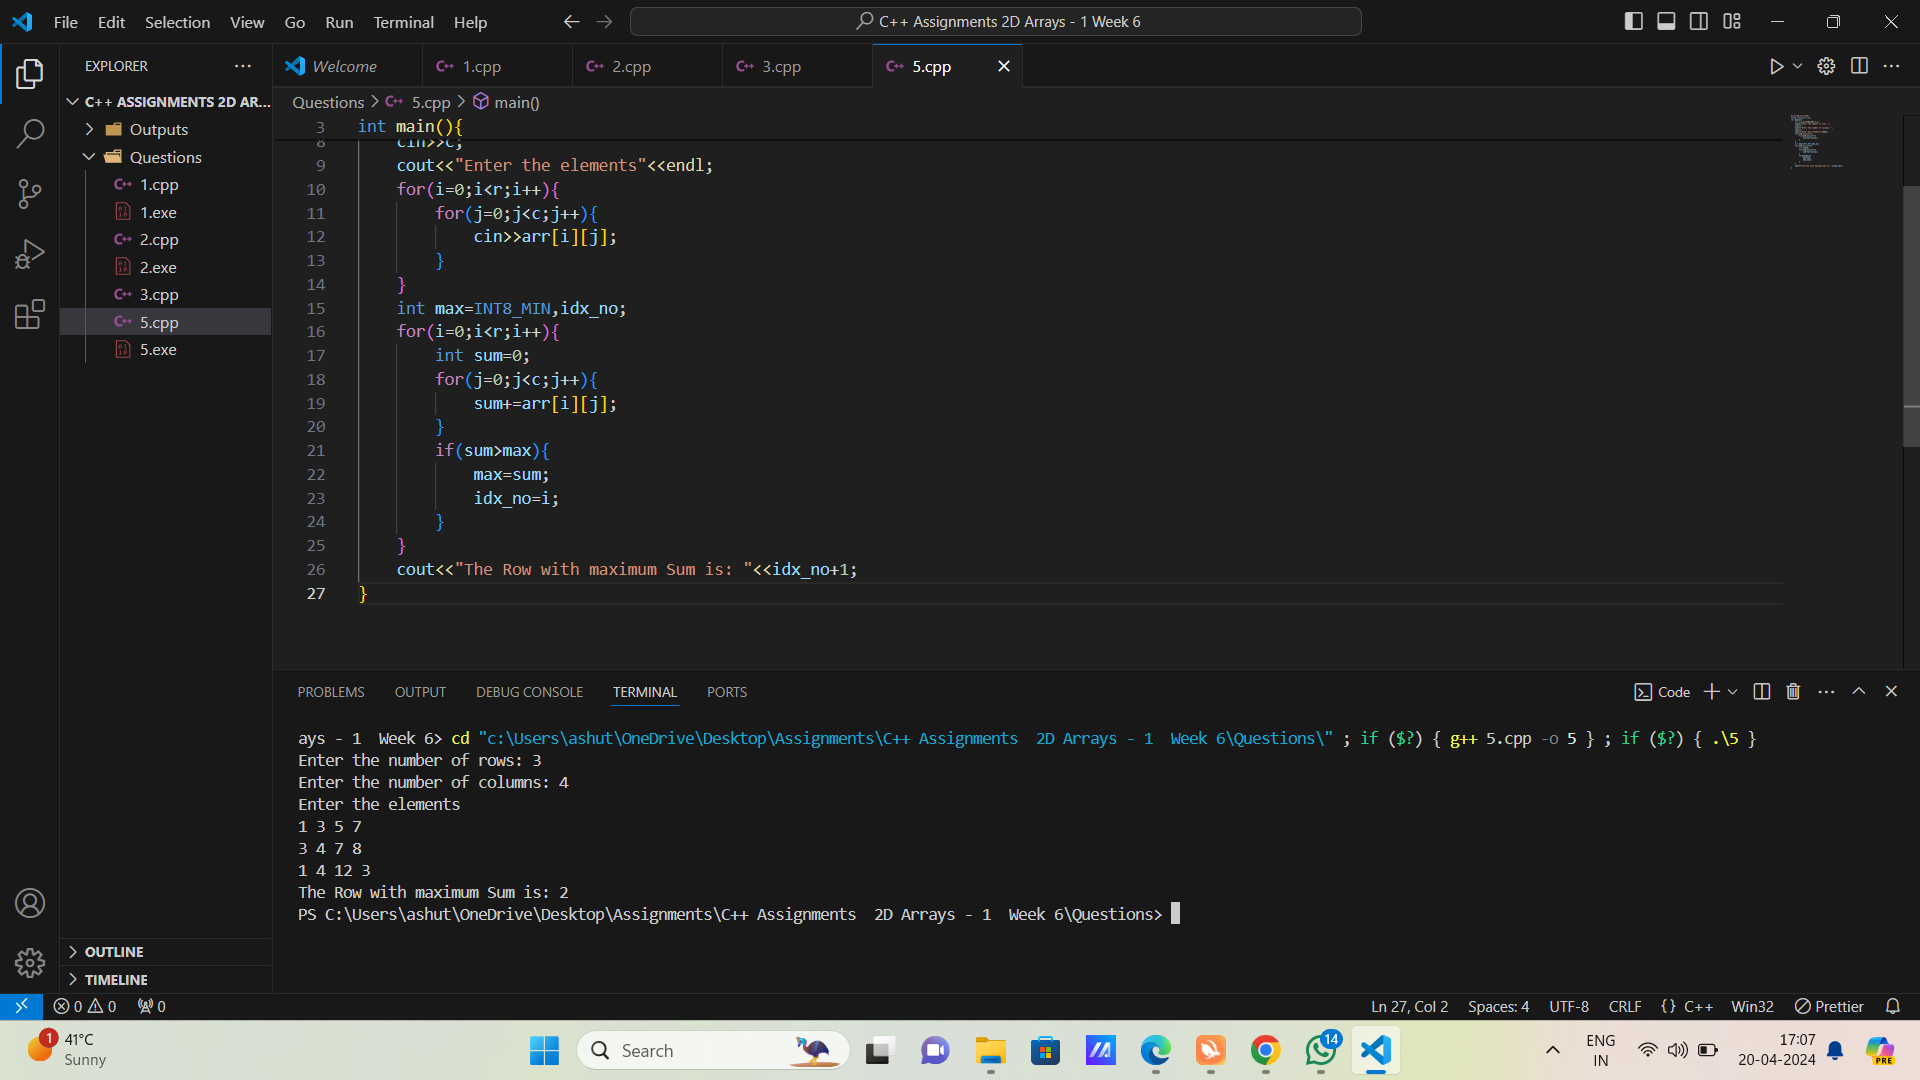 File Edit Selection View Go Run Terminal Help
C++ Assignments 2D Arrays - 1 Week 6
EXPLORER
C++ ASSIGNMENTS 2D AR...
Outputs
Questions
1.cpp
1.exe
2.cpp
2.exe
3.cpp
5.cpp
5.exe
OUTLINE
TIMELINE
Welcome
1.cpp
2.cpp
3.cpp
5.cpp
Questions > 5.cpp > main()
3 int main(){
8 cin>>c;
9 cout<<"Enter the elements"<<endl;
10 for(i=0;i<r;i++){
11 for(j=0;j<c;j++){
12 cin>>arr[i][j];
13 }
14 }
15 int max=INT8_MIN,idx_no;
16 for(i=0;i<r;i++){
17 int sum=0;
18 for(j=0;j<c;j++){
19 sum+=arr[i][j];
20 }
21 if(sum>max){
22 max=sum;
23 idx_no=i;
24 }
25 }
26 cout<<"The Row with maximum Sum is: "<<idx_no+1;
27 }
PROBLEMS OUTPUT DEBUG CONSOLE TERMINAL PORTS
Code
ays - 1  Week 6> cd "c:\Users\ashut\OneDrive\Desktop\Assignments\C++ Assignments  2D Arrays - 1  Week 6\Questions\" ; if ($?) { g++ 5.cpp -o 5 } ; if ($?) { .\5 }
Enter the number of rows: 3
Enter the number of columns: 4
Enter the elements
1 3 5 7
3 4 7 8
1 4 12 3
The Row with maximum Sum is: 2
PS C:\Users\ashut\OneDrive\Desktop\Assignments\C++ Assignments  2D Arrays - 1  Week 6\Questions>
0 0 0
Ln 27, Col 2 Spaces: 4 UTF-8 CRLF {} C++ Win32 Prettier
1
41°C
Sunny
Search
14
ENG
IN
17:07
20-04-2024
PRE